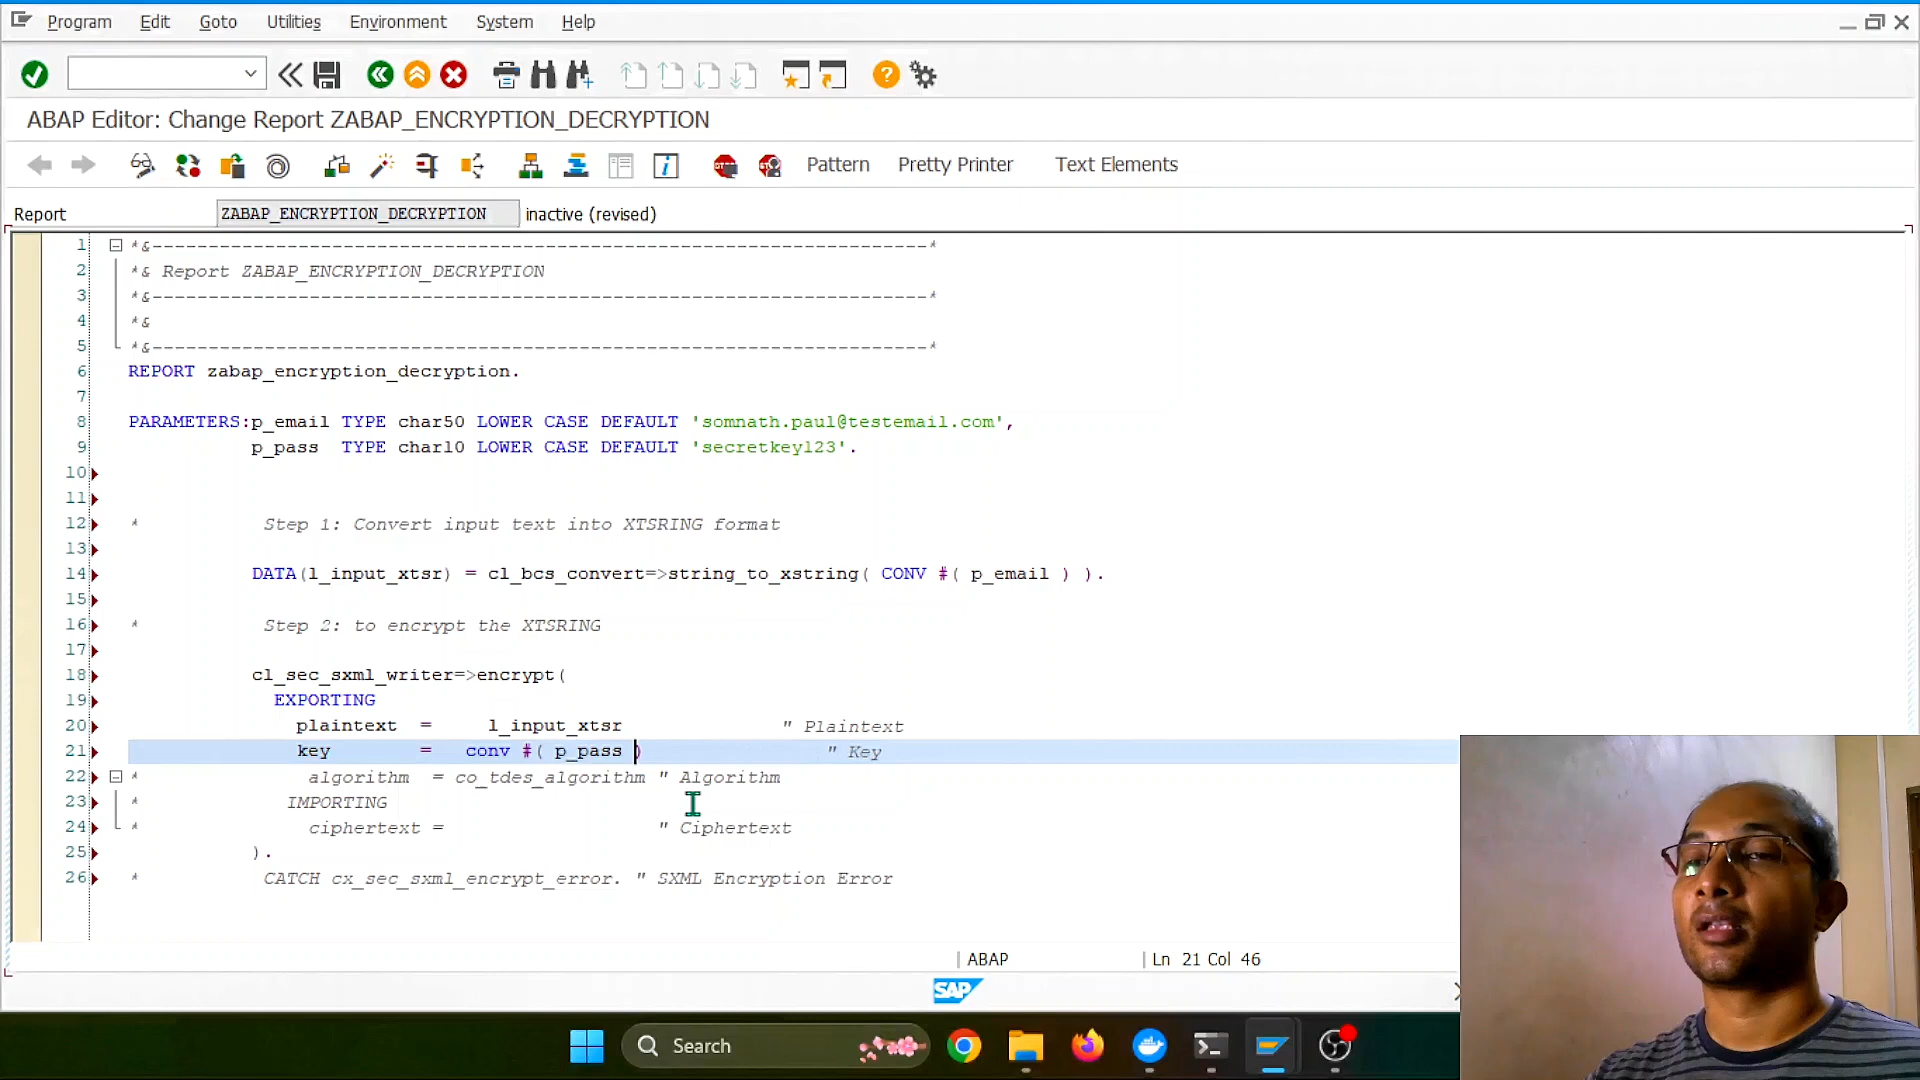 Program Edit Goto Utilities Environment System Help
ABAP Editor: Change Report ZABAP_ENCRYPTION_DECRYPTION
Pattern Pretty Printer Text Elements
Report ZABAP_ENCRYPTION_DECRYPTION inactive (revised)
1 *&---------------------------------------------------------------------*
2 *& Report ZABAP_ENCRYPTION_DECRYPTION
3 *&---------------------------------------------------------------------*
4 *&
5 *&---------------------------------------------------------------------*
6 REPORT zabap_encryption_decryption.
7
8 PARAMETERS:p_email TYPE char50 LOWER CASE DEFAULT 'somnath.paul@testemail.com',
9 p_pass TYPE char10 LOWER CASE DEFAULT 'secretkey123'.
10
11
12 * Step 1: Convert input text into XTSRING format
13
14 DATA(l_input_xtsr) = cl_bcs_convert=>string_to_xstring( CONV #( p_email ) ).
15
16 * Step 2: to encrypt the XTSRING
17
18 cl_sec_sxml_writer=>encrypt(
19 EXPORTING
20 plaintext = l_input_xtsr " Plaintext
21 key = conv #( p_pass ) " Key
22 * algorithm = co_tdes_algorithm " Algorithm
23 * IMPORTING
24 * ciphertext = " Ciphertext
25 ).
26 * CATCH cx_sec_sxml_encrypt_error. " SXML Encryption Error
ABAP Ln 21 Col 46
SAP
Search